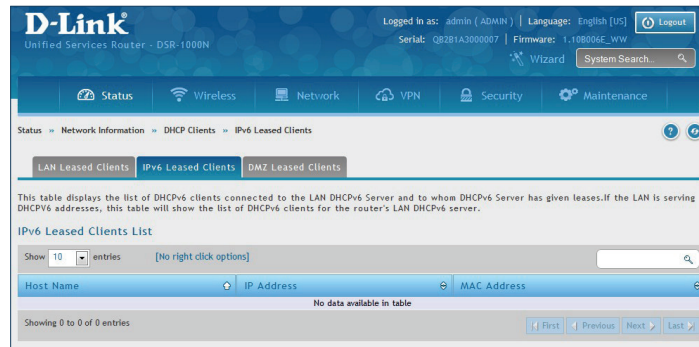 D-Link
Logged in as: admin ( ADMIN ) | Language: English [US] Logout
Unified Services Router - DSR-1000N
Serial: QB2B1A3000007 | Firmware: 1.10B006E_WW
Wizard System Search...
Status Wireless Network VPN Security Maintenance
Status » Network Information » DHCP Clients » IPv6 Leased Clients
LAN Leased Clients IPv6 Leased Clients DMZ Leased Clients
This table displays the list of DHCPv6 clients connected to the LAN DHCPv6 Server and to whom DHCPv6 Server has given leases.If the LAN is serving
DHCPV6 addresses, this table will show the list of DHCPv6 clients for the router's LAN DHCPv6 server.
IPv6 Leased Clients List
Show 10 entries [No right click options]
Host Name IP Address MAC Address
No data available in table
Showing 0 to 0 of 0 entries First Previous Next Last